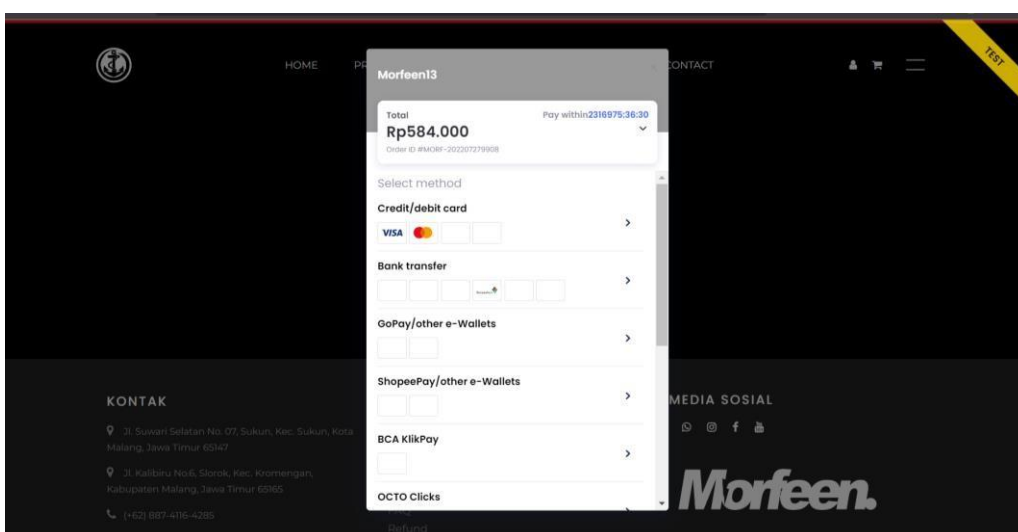 HOME
CONTACT
TEST
Morfeen13
Total
Pay within2316975:36:30
Rp584.000
Order ID #MORF-202207279908
Select method
Credit/debit card
VISA
Bank transfer
GoPay/other e-Wallets
ShopeePay/other e-Wallets
BCA KlikPay
OCTO Clicks
KONTAK
Jl. Suwari Selatan No. 07, Sukun, Kec. Sukun, Kota
Malang, Jawa Timur 65147
Jl. Kalibiru No.6, Slorok, Kec. Kromengan,
Kabupaten Malang, Jawa Timur 65165
(+62) 887-4116-4285
FAQ
Refund
MEDIA SOSIAL
Morfeen.